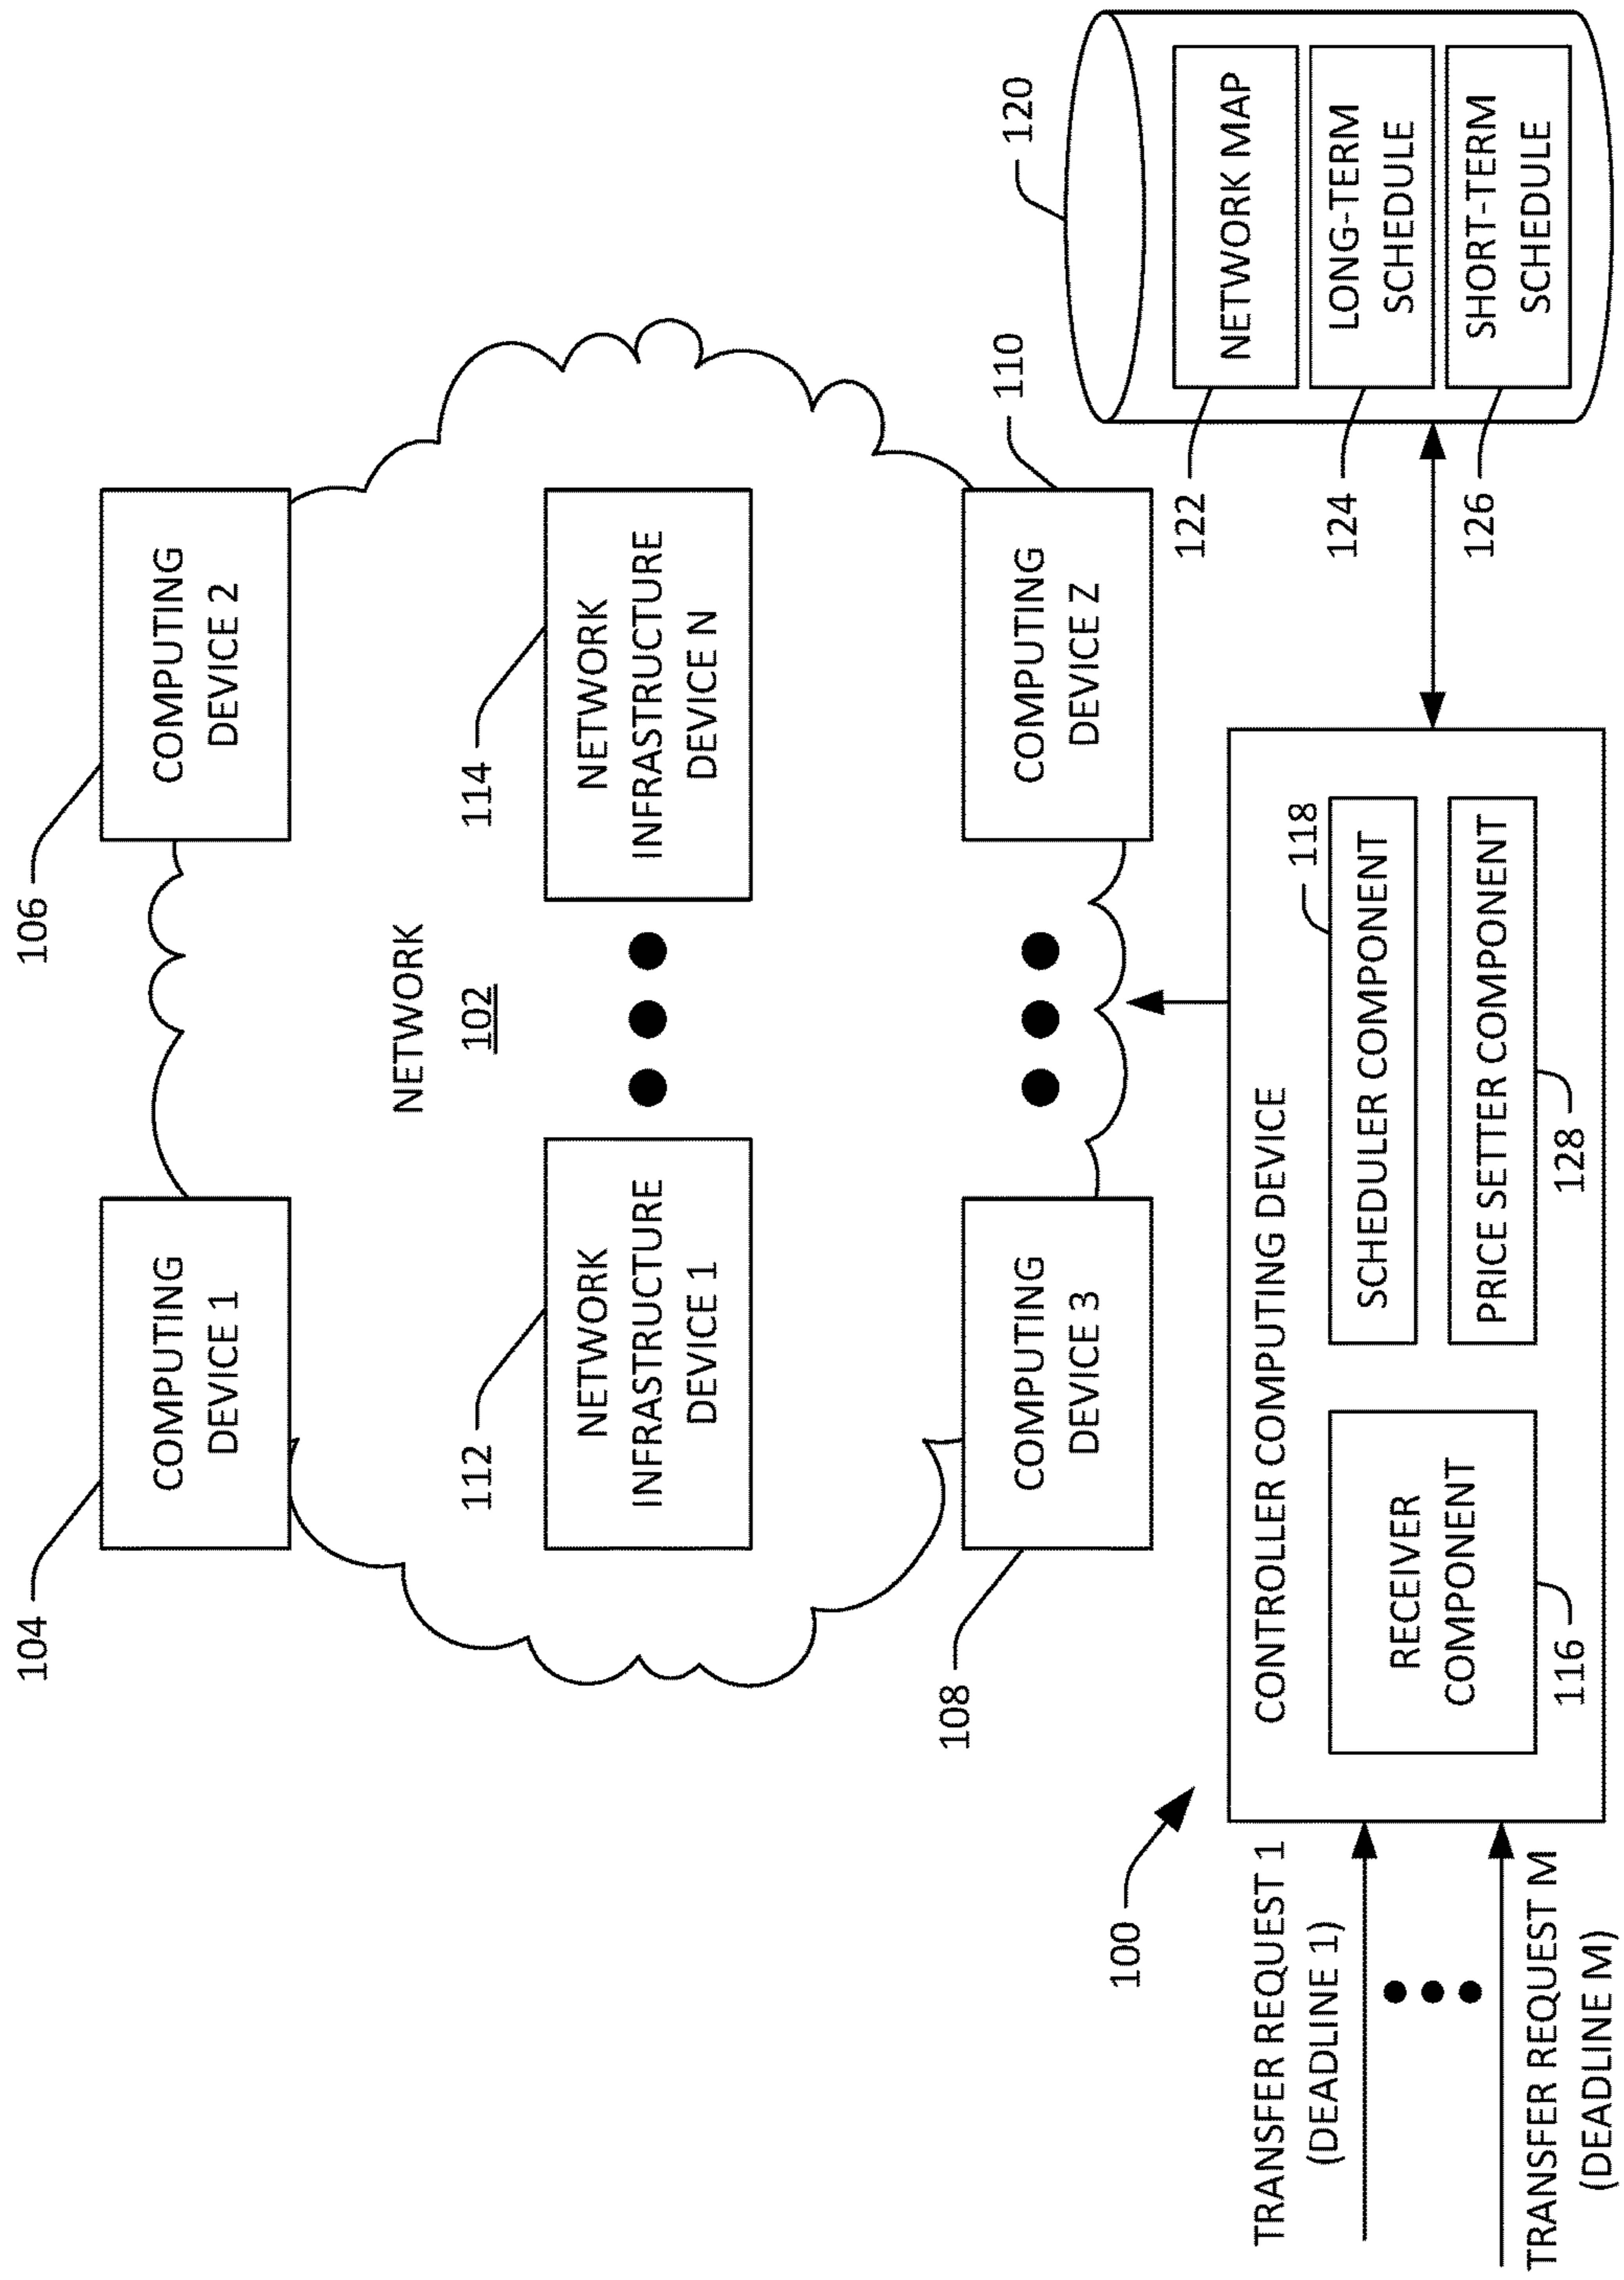 104
COMPUTING
DEVICE 1
106
COMPUTING
DEVICE 2
NETWORK
102
112
NETWORK
INFRASTRUCTURE
DEVICE 1
114
NETWORK
INFRASTRUCTURE
DEVICE N
108
COMPUTING
DEVICE 3
COMPUTING
DEVICE Z
110
100
TRANSFER REQUEST 1
(DEADLINE 1)
TRANSFER REQUEST M
(DEADLINE M)
CONTROLLER COMPUTING DEVICE
RECEIVER
COMPONENT
116
118
SCHEDULER COMPONENT
PRICE SETTER COMPONENT
128
120
NETWORK MAP
122
LONG-TERM
SCHEDULE
124
SHORT-TERM
SCHEDULE
126